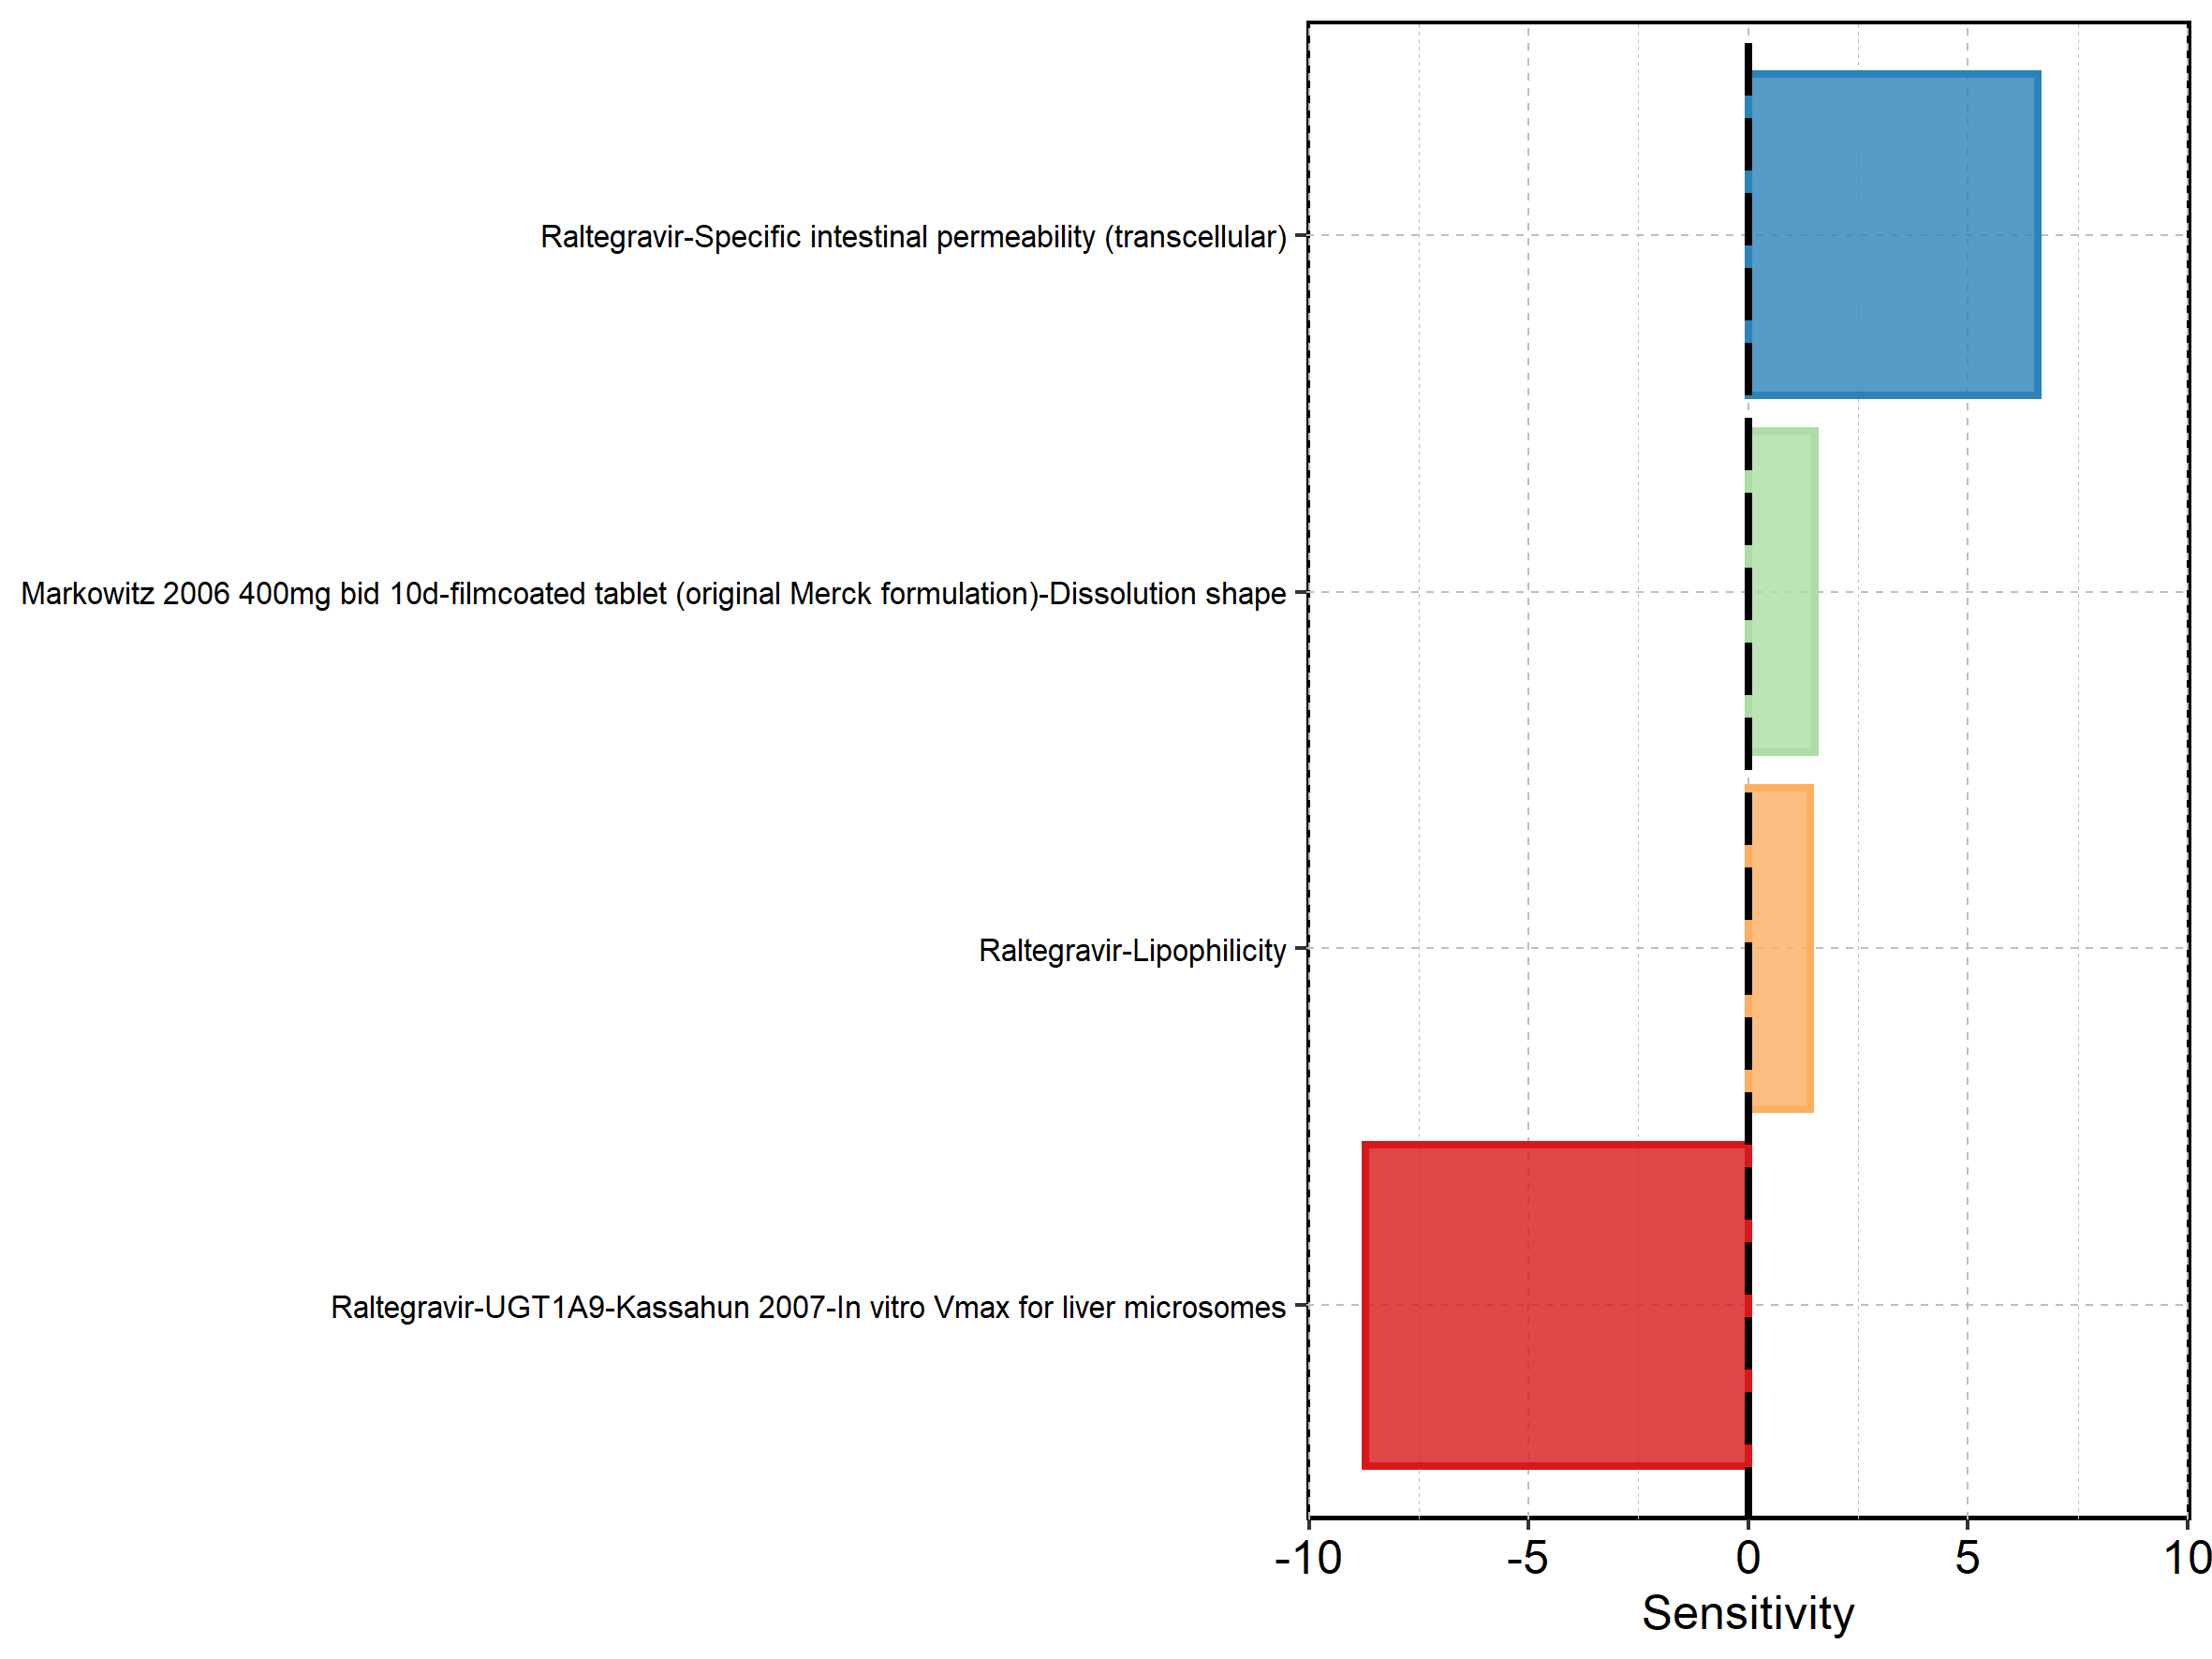 Raltegravir-Specific intestinal permeability (transcellular)
Markowitz 2006 400mg bid 10d-filmcoated tablet (original Merck formulation)-Dissolution shape
Raltegravir-Lipophilicity
Raltegravir-UGT1A9-Kassahun 2007-In vitro Vmax for liver microsomes
-10 -5 0 5 10
Sensitivity